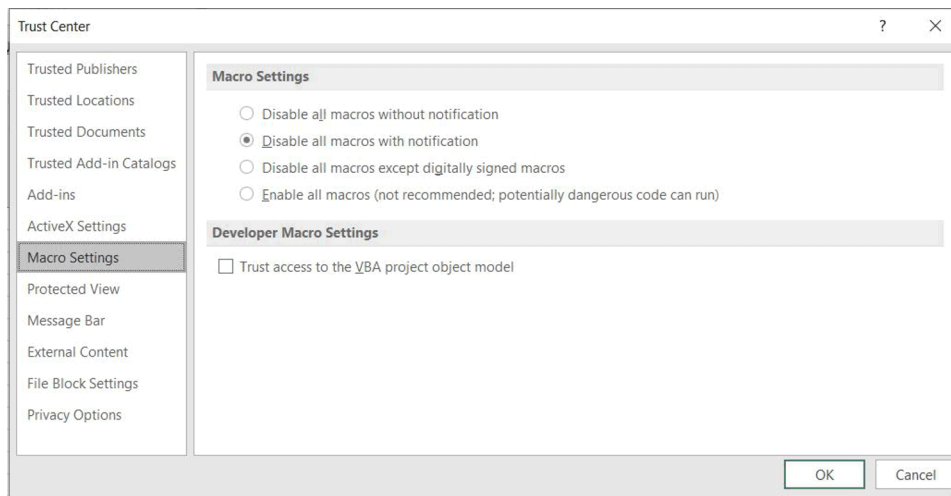 Trust Center
?
Trusted Publishers
Trusted Locations
Trusted Documents
Trusted Add-in Catalogs
Add-ins
ActiveX Settings
Macro Settings
Protected View
Message Bar
External Content
File Block Settings
Privacy Options
Macro Settings
Disable all macros without notification
Disable all macros with notification
Disable all macros except digitally signed macros
Enable all macros (not recommended; potentially dangerous code can run)
Developer Macro Settings
Trust access to the VBA project object model
OK
Cancel